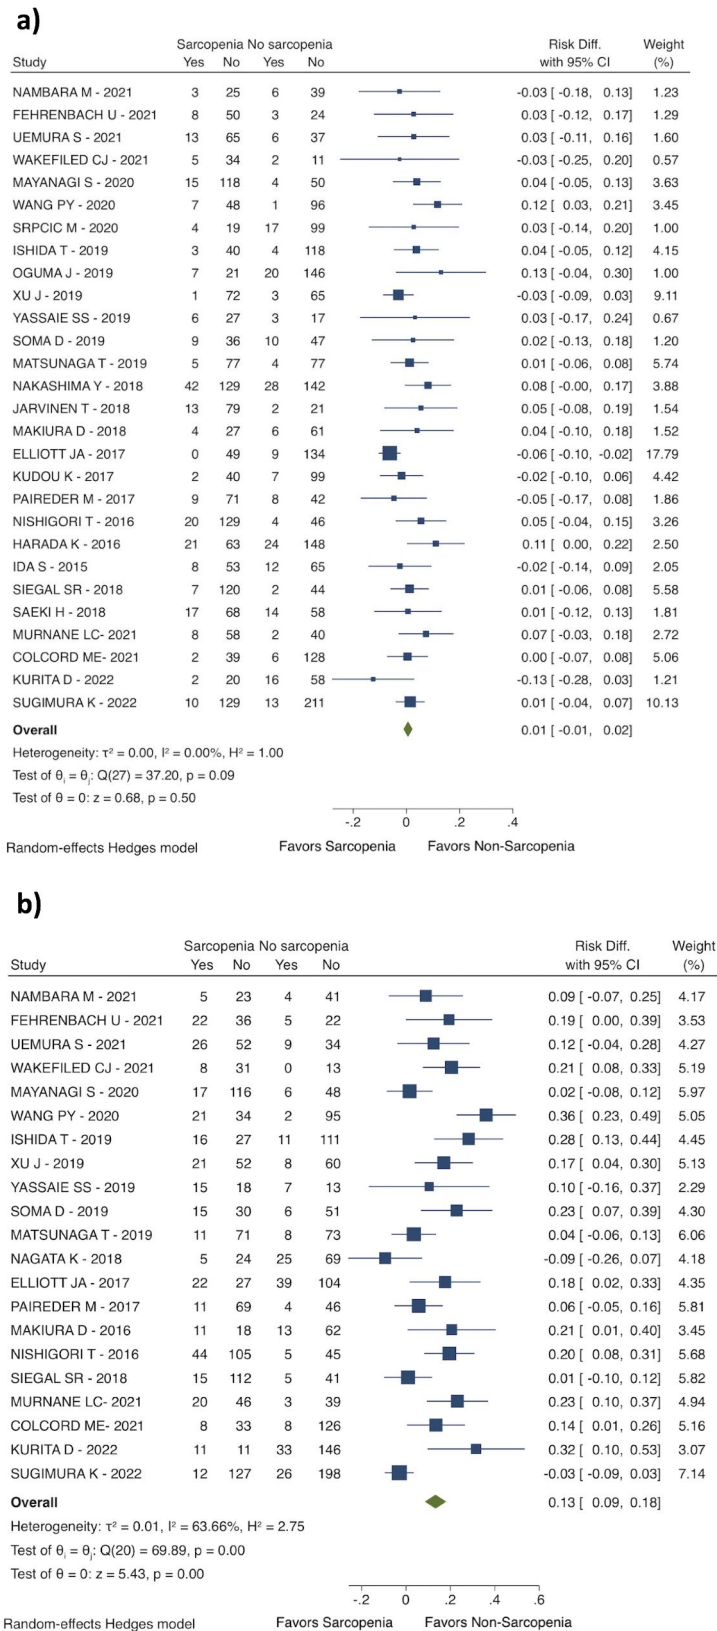 a)
Sarcopenia No sarcopenia Risk Diff. Weight
Study Yes No Yes No with 95% CI (%)
NAMBARA M - 2021 3 25 6 39 -0.03 [ -0.18, 0.13] 1.23
FEHRENBACH U - 2021 8 50 3 24 0.03 [ -0.12, 0.17] 1.29
UEMURA S - 2021 13 65 6 37 0.03 [ -0.11, 0.16] 1.60
WAKEFILED CJ - 2021 5 34 2 11 -0.03 [ -0.25, 0.20] 0.57
MAYANAGI S - 2020 15 118 4 50 0.04 [ -0.05, 0.13] 3.63
WANG PY - 2020 7 48 1 96 0.12 [ 0.03, 0.21] 3.45
SRPCIC M - 2020 4 19 17 99 0.03 [ -0.14, 0.20] 1.00
ISHIDA T - 2019 3 40 4 118 0.04 [ -0.05, 0.12] 4.15
OGUMA J - 2019 7 21 20 146 0.13 [ -0.04, 0.30] 1.00
XU J - 2019 1 72 3 65 -0.03 [ -0.09, 0.03] 9.11
YASSAIE SS - 2019 6 27 3 17 0.03 [ -0.17, 0.24] 0.67
SOMA D - 2019 9 36 10 47 0.02 [ -0.13, 0.18] 1.20
MATSUNAGA T - 2019 5 77 4 77 0.01 [ -0.06, 0.08] 5.74
NAKASHIMA Y - 2018 42 129 28 142 0.08 [ -0.00, 0.17] 3.88
JARVINEN T - 2018 13 79 2 21 0.05 [ -0.08, 0.19] 1.54
MAKIURA D - 2018 4 27 6 61 0.04 [ -0.10, 0.18] 1.52
ELLIOTT JA - 2017 0 49 9 134 -0.06 [ -0.10, -0.02] 17.79
KUDOU K - 2017 2 40 7 99 -0.02 [ -0.10, 0.06] 4.42
PAIREDER M - 2017 9 71 8 42 -0.05 [ -0.17, 0.08] 1.86
NISHIGORI T - 2016 20 129 4 46 0.05 [ -0.04, 0.15] 3.26
HARADA K - 2016 21 63 24 148 0.11 [ 0.00, 0.22] 2.50
IDA S - 2015 8 53 12 65 -0.02 [ -0.14, 0.09] 2.05
SIEGAL SR - 2018 7 120 2 44 0.01 [ -0.06, 0.08] 5.58
SAEKI H - 2018 17 68 14 58 0.01 [ -0.12, 0.13] 1.81
MURNANE LC- 2021 8 58 2 40 0.07 [ -0.03, 0.18] 2.72
COLCORD ME- 2021 2 39 6 128 0.00 [ -0.07, 0.08] 5.06
KURITA D - 2022 2 20 16 58 -0.13 [ -0.28, 0.03] 1.21
SUGIMURA K - 2022 10 129 13 211 0.01 [ -0.04, 0.07] 10.13
Overall 0.01 [ -0.01, 0.02]
Heterogeneity: τ² = 0.00, I² = 0.00%, H² = 1.00
Test of θᵢ = θⱼ: Q(27) = 37.20, p = 0.09
Test of θ = 0: z = 0.68, p = 0.50
-.2 0 .2 .4
Random-effects Hedges model Favors Sarcopenia Favors Non-Sarcopenia
b)
Sarcopenia No sarcopenia Risk Diff. Weight
Study Yes No Yes No with 95% CI (%)
NAMBARA M - 2021 5 23 4 41 0.09 [ -0.07, 0.25] 4.17
FEHRENBACH U - 2021 22 36 5 22 0.19 [ 0.00, 0.39] 3.53
UEMURA S - 2021 26 52 9 34 0.12 [ -0.04, 0.28] 4.27
WAKEFILED CJ - 2021 8 31 0 13 0.21 [ 0.08, 0.33] 5.19
MAYANAGI S - 2020 17 116 6 48 0.02 [ -0.08, 0.12] 5.97
WANG PY - 2020 21 34 2 95 0.36 [ 0.23, 0.49] 5.05
ISHIDA T - 2019 16 27 11 111 0.28 [ 0.13, 0.44] 4.45
XU J - 2019 21 52 8 60 0.17 [ 0.04, 0.30] 5.13
YASSAIE SS - 2019 15 18 7 13 0.10 [ -0.16, 0.37] 2.29
SOMA D - 2019 15 30 6 51 0.23 [ 0.07, 0.39] 4.30
MATSUNAGA T - 2019 11 71 8 73 0.04 [ -0.06, 0.13] 6.06
NAGATA K - 2018 5 24 25 69 -0.09 [ -0.26, 0.07] 4.18
ELLIOTT JA - 2017 22 27 39 104 0.18 [ 0.02, 0.33] 4.35
PAIREDER M - 2017 11 69 4 46 0.06 [ -0.05, 0.16] 5.81
MAKIURA D - 2016 11 18 13 62 0.21 [ 0.01, 0.40] 3.45
NISHIGORI T - 2016 44 105 5 45 0.20 [ 0.08, 0.31] 5.68
SIEGAL SR - 2018 15 112 5 41 0.01 [ -0.10, 0.12] 5.82
MURNANE LC- 2021 20 46 3 39 0.23 [ 0.10, 0.37] 4.94
COLCORD ME- 2021 8 33 8 126 0.14 [ 0.01, 0.26] 5.16
KURITA D - 2022 11 11 33 146 0.32 [ 0.10, 0.53] 3.07
SUGIMURA K - 2022 12 127 26 198 -0.03 [ -0.09, 0.03] 7.14
Overall 0.13 [ 0.09, 0.18]
Heterogeneity: τ² = 0.01, I² = 63.66%, H² = 2.75
Test of θᵢ = θⱼ: Q(20) = 69.89, p = 0.00
Test of θ = 0: z = 5.43, p = 0.00
-.2 0 .2 .4 .6
Random-effects Hedges model Favors Sarcopenia Favors Non-Sarcopenia